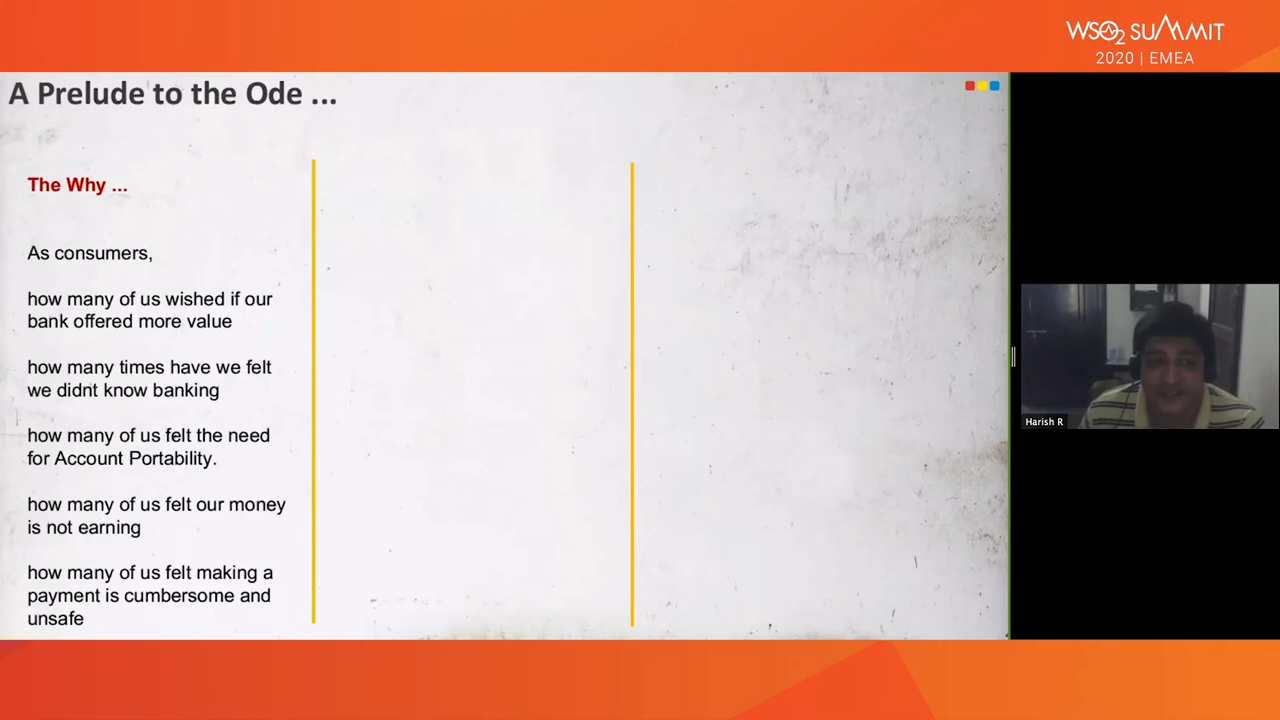 WSO2 SUMMIT
2020 | EMEA
A Prelude to the Ode ...
The Why ...
As consumers,
how many of us wished if our
bank offered more value
how many times have we felt
we didnt know banking
how many of us felt the need
for Account Portability.
how many of us felt our money
is not earning
how many of us felt making a
payment is cumbersome and
unsafe
Harish R